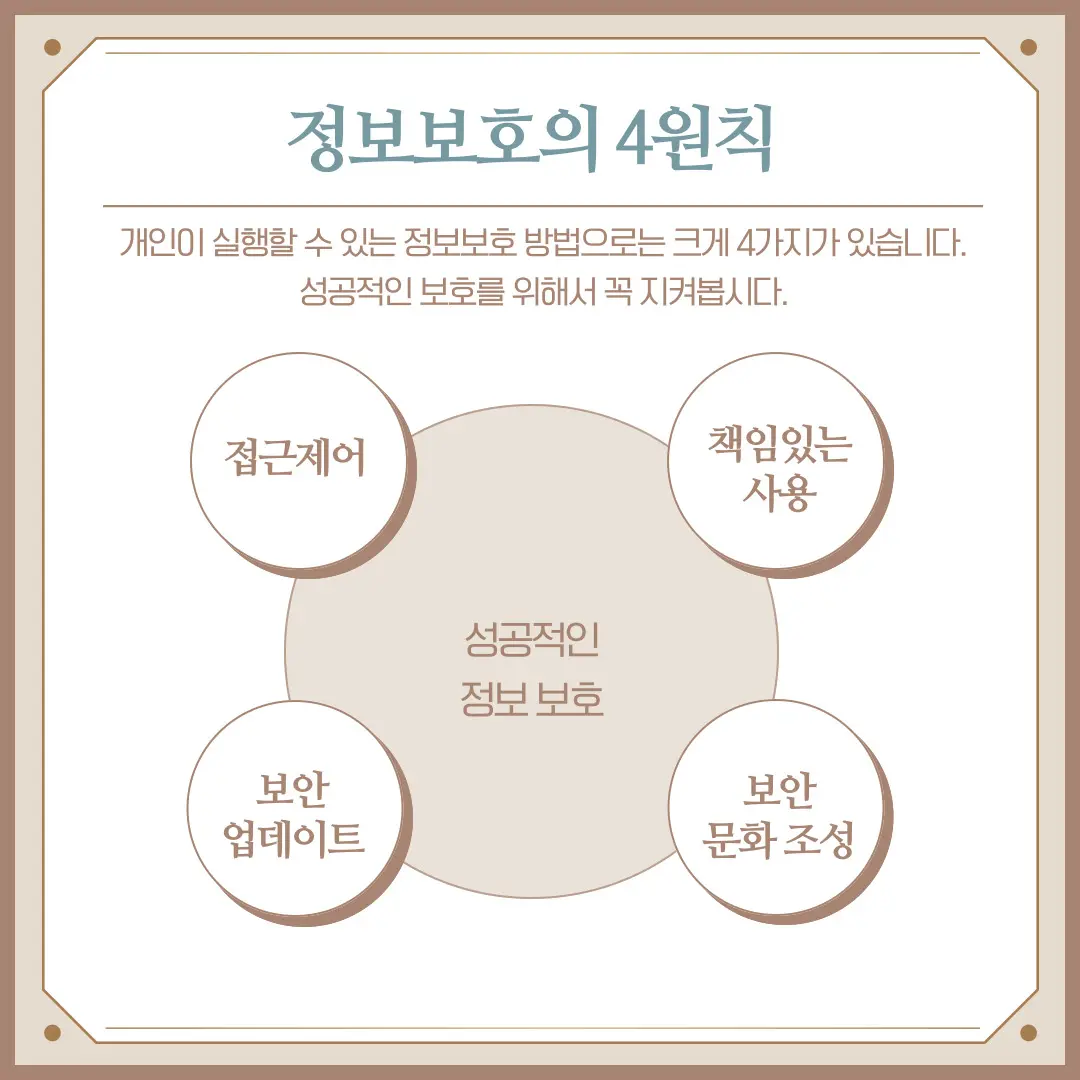 정보보호의 4원칙
개인이 실행할 수 있는 정보보호 방법으로는 크게 4가지가 있습니다.
성공적인 보호를 위해서 꼭 지켜봅시다.
접근제어
책임있는
사용
성공적인
정보 보호
보안
업데이트
보안
문화 조성